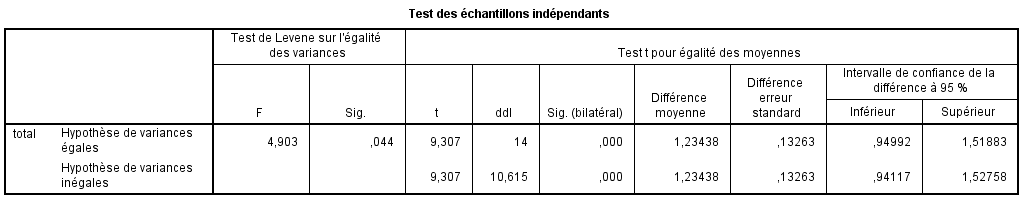 Test des échantillons indépendants
Test de Levene sur l'égalité des variances
Test t pour égalité des moyennes
F
Sig.
t
ddl
Sig. (bilatéral)
Différence moyenne
Différence erreur standard
Intervalle de confiance de la différence à 95 %
Inférieur
Supérieur
total Hypothèse de variances égales 4,903 ,044 9,307 14 ,000 1,23438 ,13263 ,94992 1,51883
Hypothèse de variances inégales 9,307 10,615 ,000 1,23438 ,13263 ,94117 1,52758